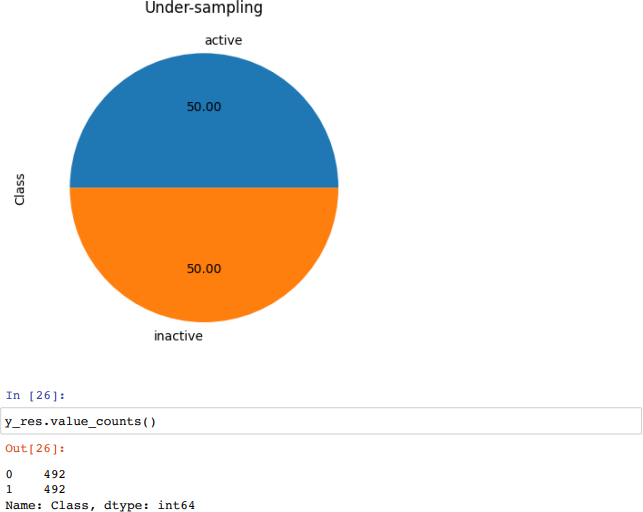 Under-sampling
active
50.00
Class
50.00
inactive
In [26]:
y_res.value_counts()
Out[26]:
0    492
1    492
Name: Class, dtype: int64